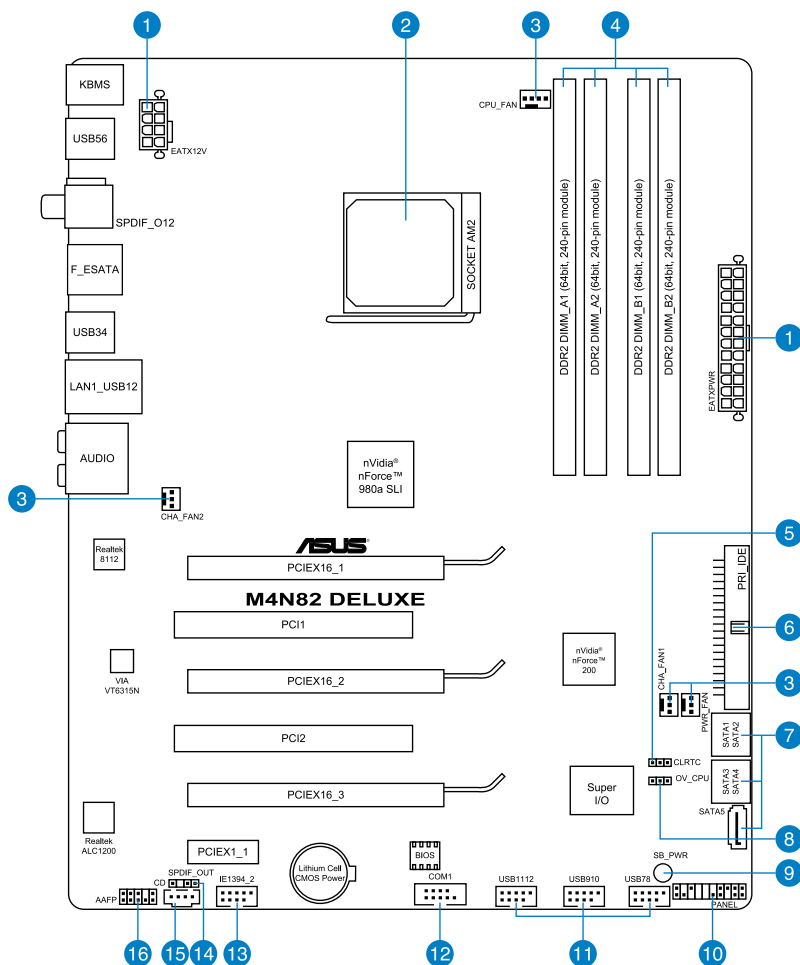 1
2
3
4
KBMS
CPU_FAN
USB56
EATX12V
SPDIF_O12
SOCKET AM2
DDR2 DIMM_A1 (64bit, 240-pin module)
DDR2 DIMM_A2 (64bit, 240-pin module)
DDR2 DIMM_B1 (64bit, 240-pin module)
DDR2 DIMM_B2 (64bit, 240-pin module)
F_ESATA
USB34
1
EATXPWR
LAN1_USB12
AUDIO
nVidia®
nForce™
980a SLI
3
CHA_FAN2
5
Realtek
8112
ASUS
PCIEX16_1
PRI_IDE
M4N82 DELUXE
PCI1
6
nVidia®
nForce™
200
VIA
VT6315N
PCIEX16_2
CHA_FAN1
PWR_FAN
3
PCI2
SATA1
SATA2
7
CLRTC
OV_CPU
SATA3
SATA4
PCIEX16_3
Super
I/O
SATA5
Realtek
ALC1200
8
PCIEX1_1
BIOS
Lithium Cell
CMOS Power
SB_PWR
9
SPDIF_OUT
CD
IE1394_2
COM1
USB1112
USB910
USB78
AAFP
PANEL
16
15
14
13
12
11
10